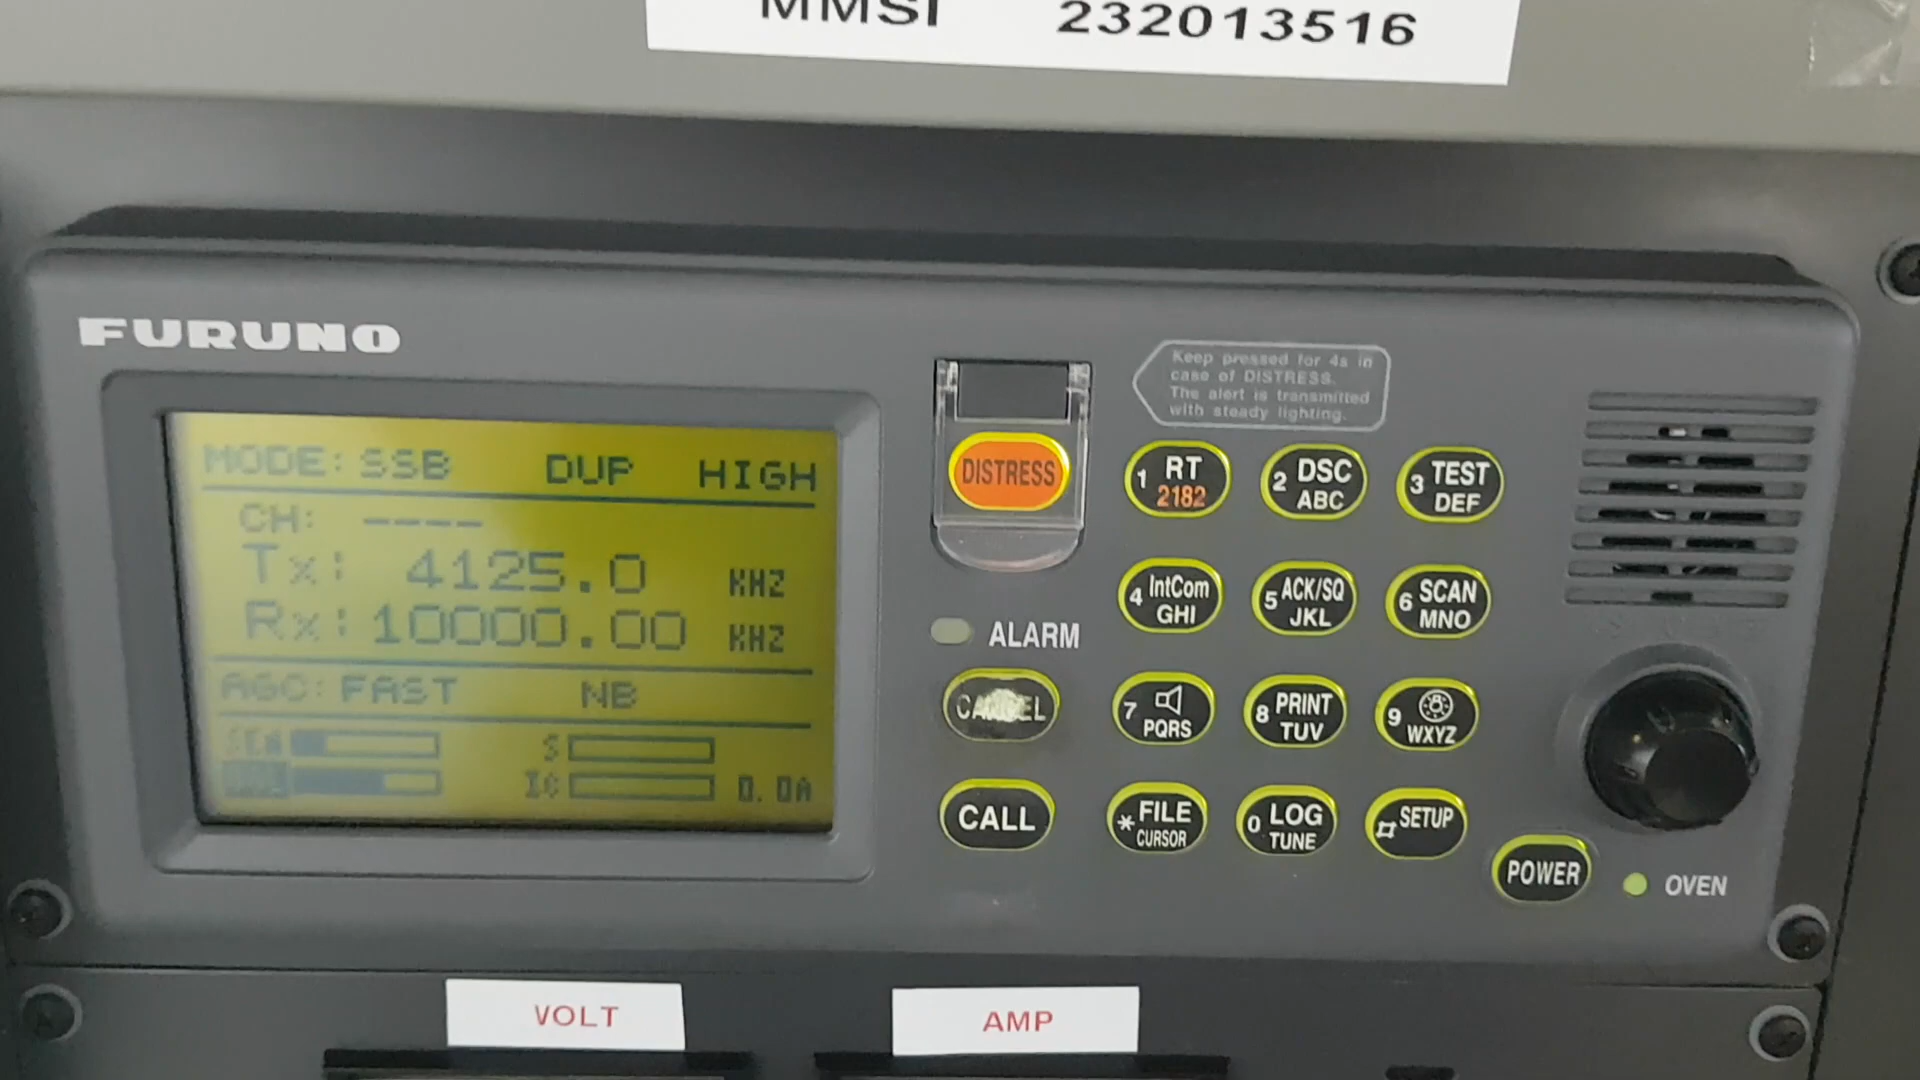 MMSI 232013516
FURUNO
Keep pressed for 4s in
case of DISTRESS.
The alert is transmitted
with steady lighting.
MODE: SSB DUP HIGH
CH: ----
Tx: 4125.0 KHZ
Rx: 10000.00 KHZ
AGC: FAST NB
S
IC 0.0A
DISTRESS
ALARM
CANCEL
CALL
1 RT 2182
2 DSC ABC
3 TEST DEF
4 IntCom GHI
5 ACK/SQ JKL
6 SCAN MNO
7 PQRS
8 PRINT TUV
9 WXYZ
* FILE CURSOR
0 LOG TUNE
# SETUP
POWER
OVEN
VOLT
AMP